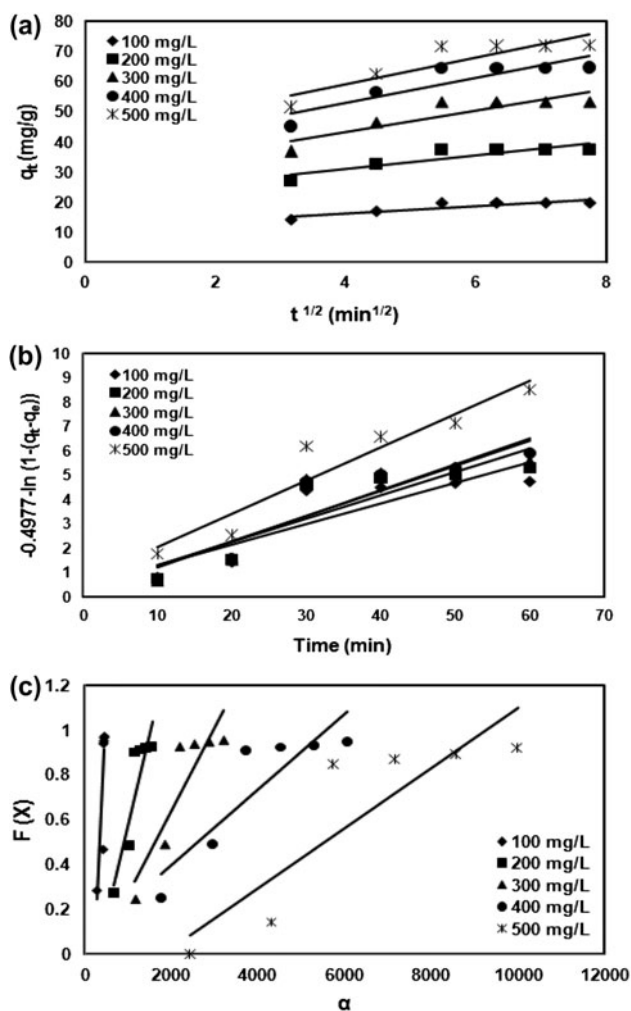 (a)
80
70
60
50
40
30
20
10
0
100 mg/L
200 mg/L
300 mg/L
400 mg/L
500 mg/L
qt (mg/g)
0 2 4 6 8
t 1/2 (min1/2)
(b)
10
9
8
7
6
5
4
3
2
1
0
100 mg/L
200 mg/L
300 mg/L
400 mg/L
500 mg/L
-0.4977-ln (1-(qt-qe))
0 10 20 30 40 50 60 70
Time (min)
(c)
1.2
1
0.8
0.6
0.4
0.2
0
F (X)
100 mg/L
200 mg/L
300 mg/L
400 mg/L
500 mg/L
0 2000 4000 6000 8000 10000 12000
α